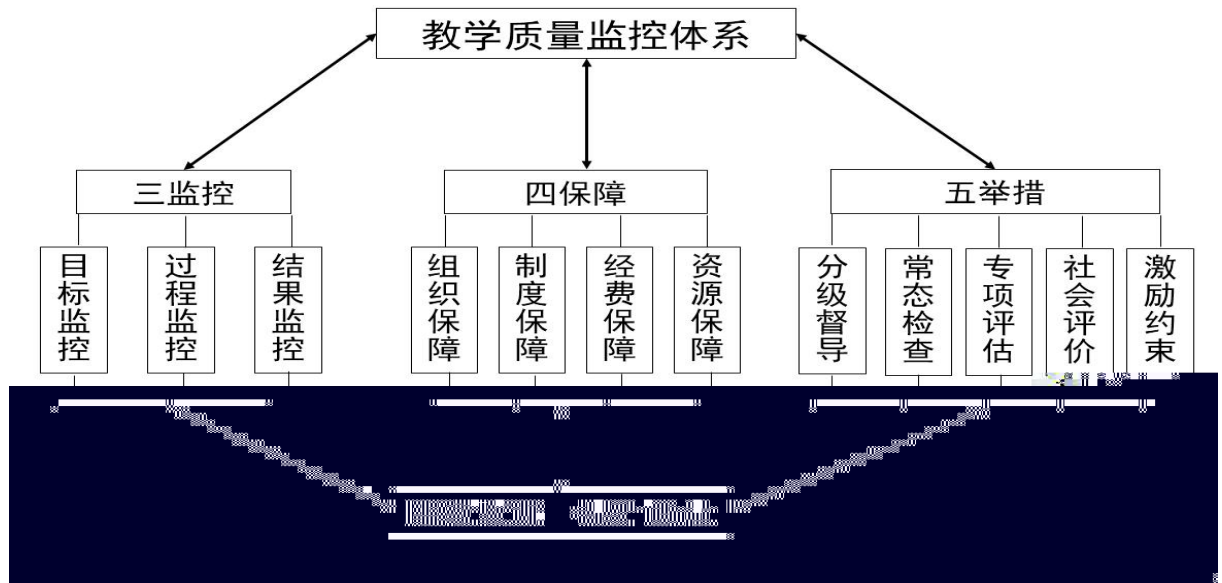 教学质量监控体系
三监控
四保障
五举措
目标监控
过程监控
结果监控
组织保障
制度保障
经费保障
资源保障
分级督导
常态检查
专项评估
社会评价
激励约束